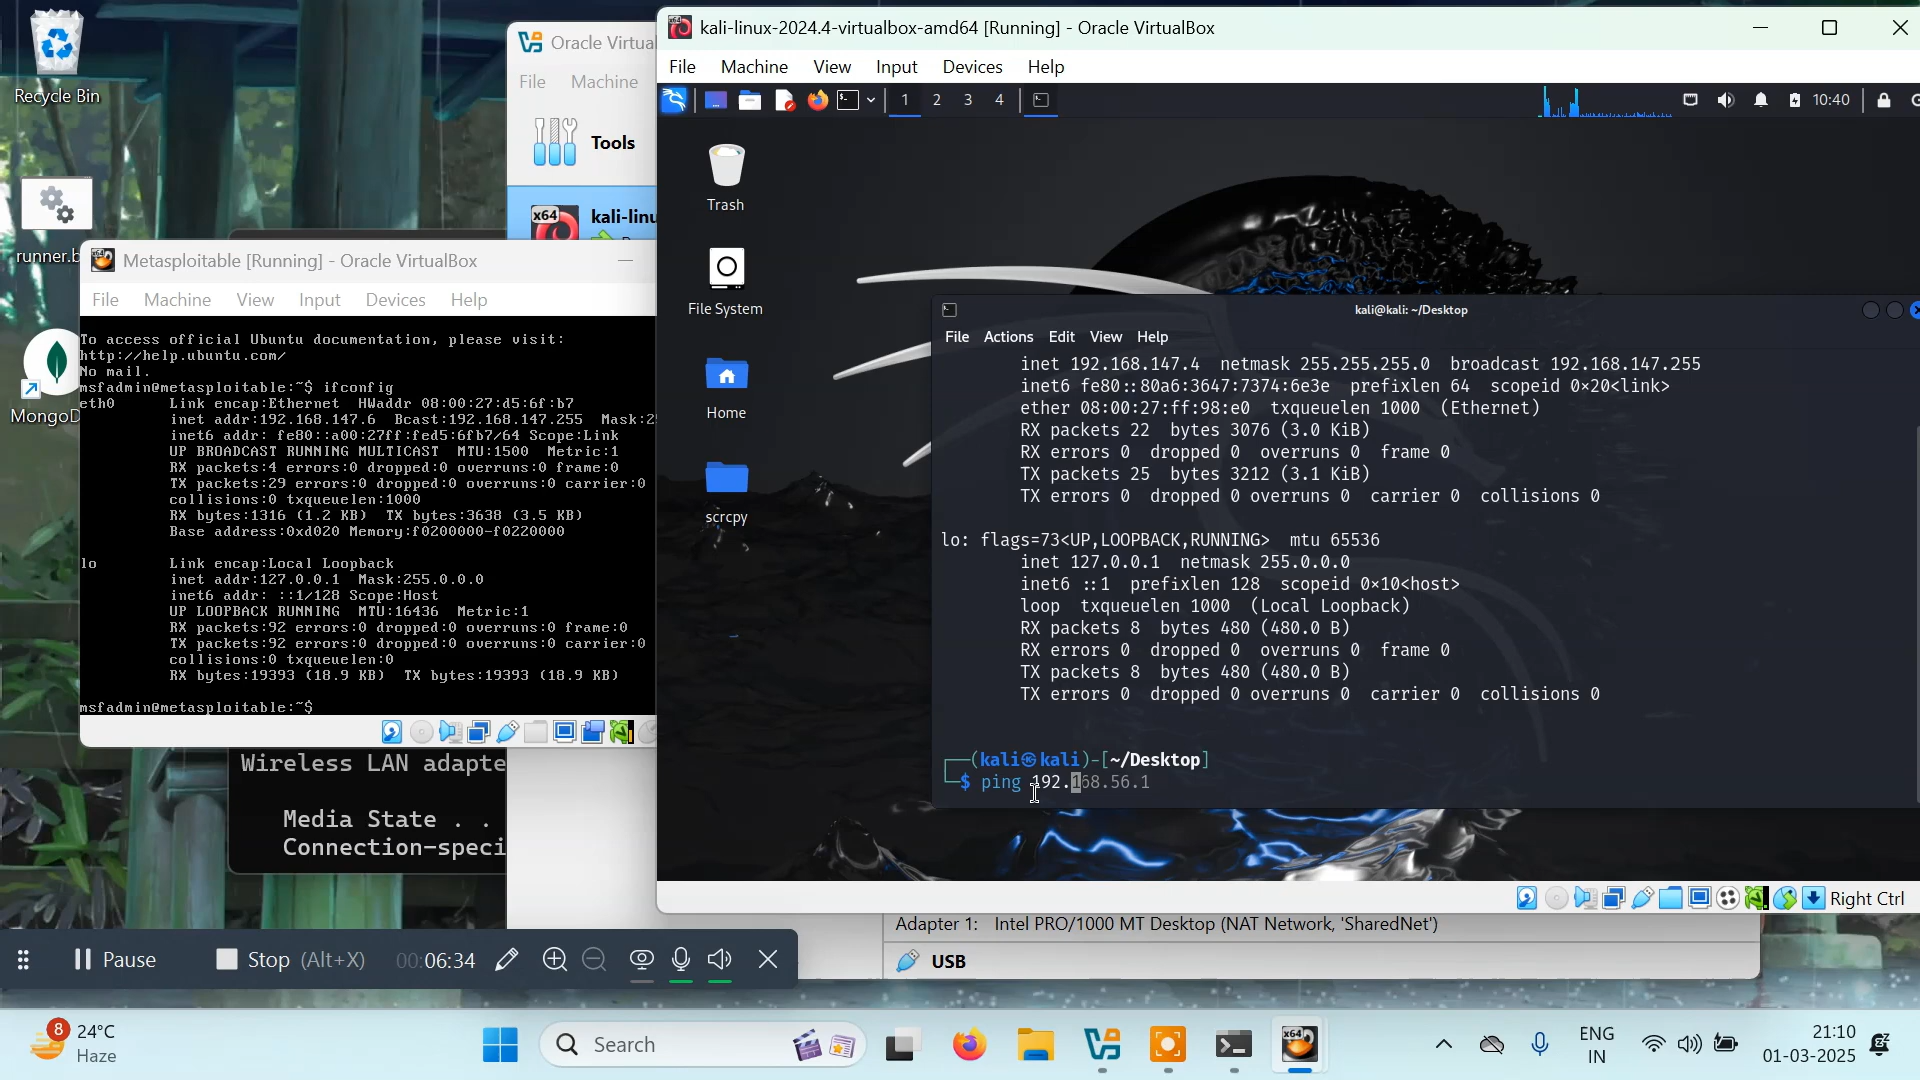 Recycle Bin
runner.b
MongoD
Oracle Virtua
File Machine
Tools
x64
kali-linu
Metasploitable [Running] - Oracle VirtualBox
File Machine View Input Devices Help
To access official Ubuntu documentation, please visit:
http://help.ubuntu.com/
No mail.
msfadmin@metasploitable:~$ ifconfig
eth0 Link encap:Ethernet HWaddr 08:00:27:d5:6f:b7
inet addr:192.168.147.6 Bcast:192.168.147.255 Mask:25
inet6 addr: fe80::a00:27ff:fed5:6fb7/64 Scope:Link
UP BROADCAST RUNNING MULTICAST MTU:1500 Metric:1
RX packets:4 errors:0 dropped:0 overruns:0 frame:0
TX packets:29 errors:0 dropped:0 overruns:0 carrier:0
collisions:0 txqueuelen:1000
RX bytes:1316 (1.2 KB) TX bytes:3638 (3.5 KB)
Base address:0xd020 Memory:f0200000-f0220000
lo Link encap:Local Loopback
inet addr:127.0.0.1 Mask:255.0.0.0
inet6 addr: ::1/128 Scope:Host
UP LOOPBACK RUNNING MTU:16436 Metric:1
RX packets:92 errors:0 dropped:0 overruns:0 frame:0
TX packets:92 errors:0 dropped:0 overruns:0 carrier:0
collisions:0 txqueuelen:0
RX bytes:19393 (18.9 KB) TX bytes:19393 (18.9 KB)
msfadmin@metasploitable:~$
Wireless LAN adapte
Media State . .
Connection-speci
kali-linux-2024.4-virtualbox-amd64 [Running] - Oracle VirtualBox
File Machine View Input Devices Help
1 2 3 4
10:40
Trash
File System
Home
scrcpy
kali@kali: ~/Desktop
File Actions Edit View Help
inet 192.168.147.4 netmask 255.255.255.0 broadcast 192.168.147.255
inet6 fe80::80a6:3647:7374:6e3e prefixlen 64 scopeid 0×20<link>
ether 08:00:27:ff:98:e0 txqueuelen 1000 (Ethernet)
RX packets 22 bytes 3076 (3.0 KiB)
RX errors 0 dropped 0 overruns 0 frame 0
TX packets 25 bytes 3212 (3.1 KiB)
TX errors 0 dropped 0 overruns 0 carrier 0 collisions 0
lo: flags=73<UP,LOOPBACK,RUNNING> mtu 65536
inet 127.0.0.1 netmask 255.0.0.0
inet6 ::1 prefixlen 128 scopeid 0×10<host>
loop txqueuelen 1000 (Local Loopback)
RX packets 8 bytes 480 (480.0 B)
RX errors 0 dropped 0 overruns 0 frame 0
TX packets 8 bytes 480 (480.0 B)
TX errors 0 dropped 0 overruns 0 carrier 0 collisions 0
┌──(kali㉿kali)-[~/Desktop]
└─$ ping 192.168.56.1
Right Ctrl
Adapter 1: Intel PRO/1000 MT Desktop (NAT Network, 'SharedNet')
USB
Pause Stop (Alt+X) 00:06:34
8
24°C
Haze
Search
x64
ENG
IN
21:10
01-03-2025